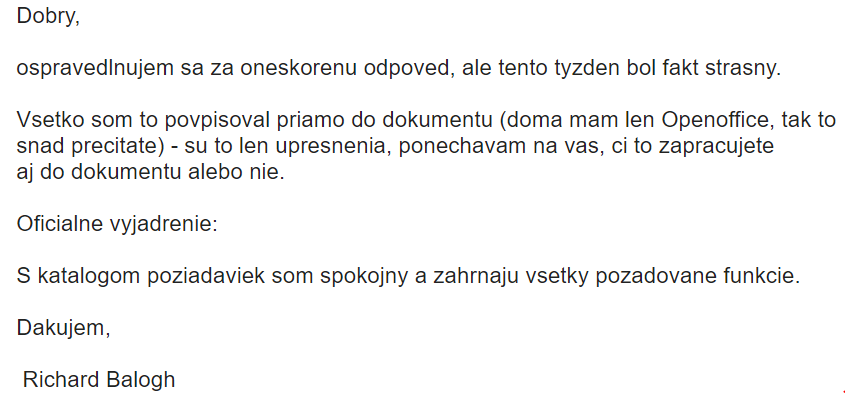 Dobry,
ospravedlnujem sa za oneskorenu odpoved, ale tento tyzden bol fakt strasny.
Vsetko som to povpisoval priamo do dokumentu (doma mam len Openoffice, tak to
snad precitate) - su to len upresnenia, ponechavam na vas, ci to zapracujete
aj do dokumentu alebo nie.
Oficialne vyjadrenie:
S katalogom poziadaviek som spokojny a zahrnaju vsetky pozadovane funkcie.
Dakujem,
Richard Balogh